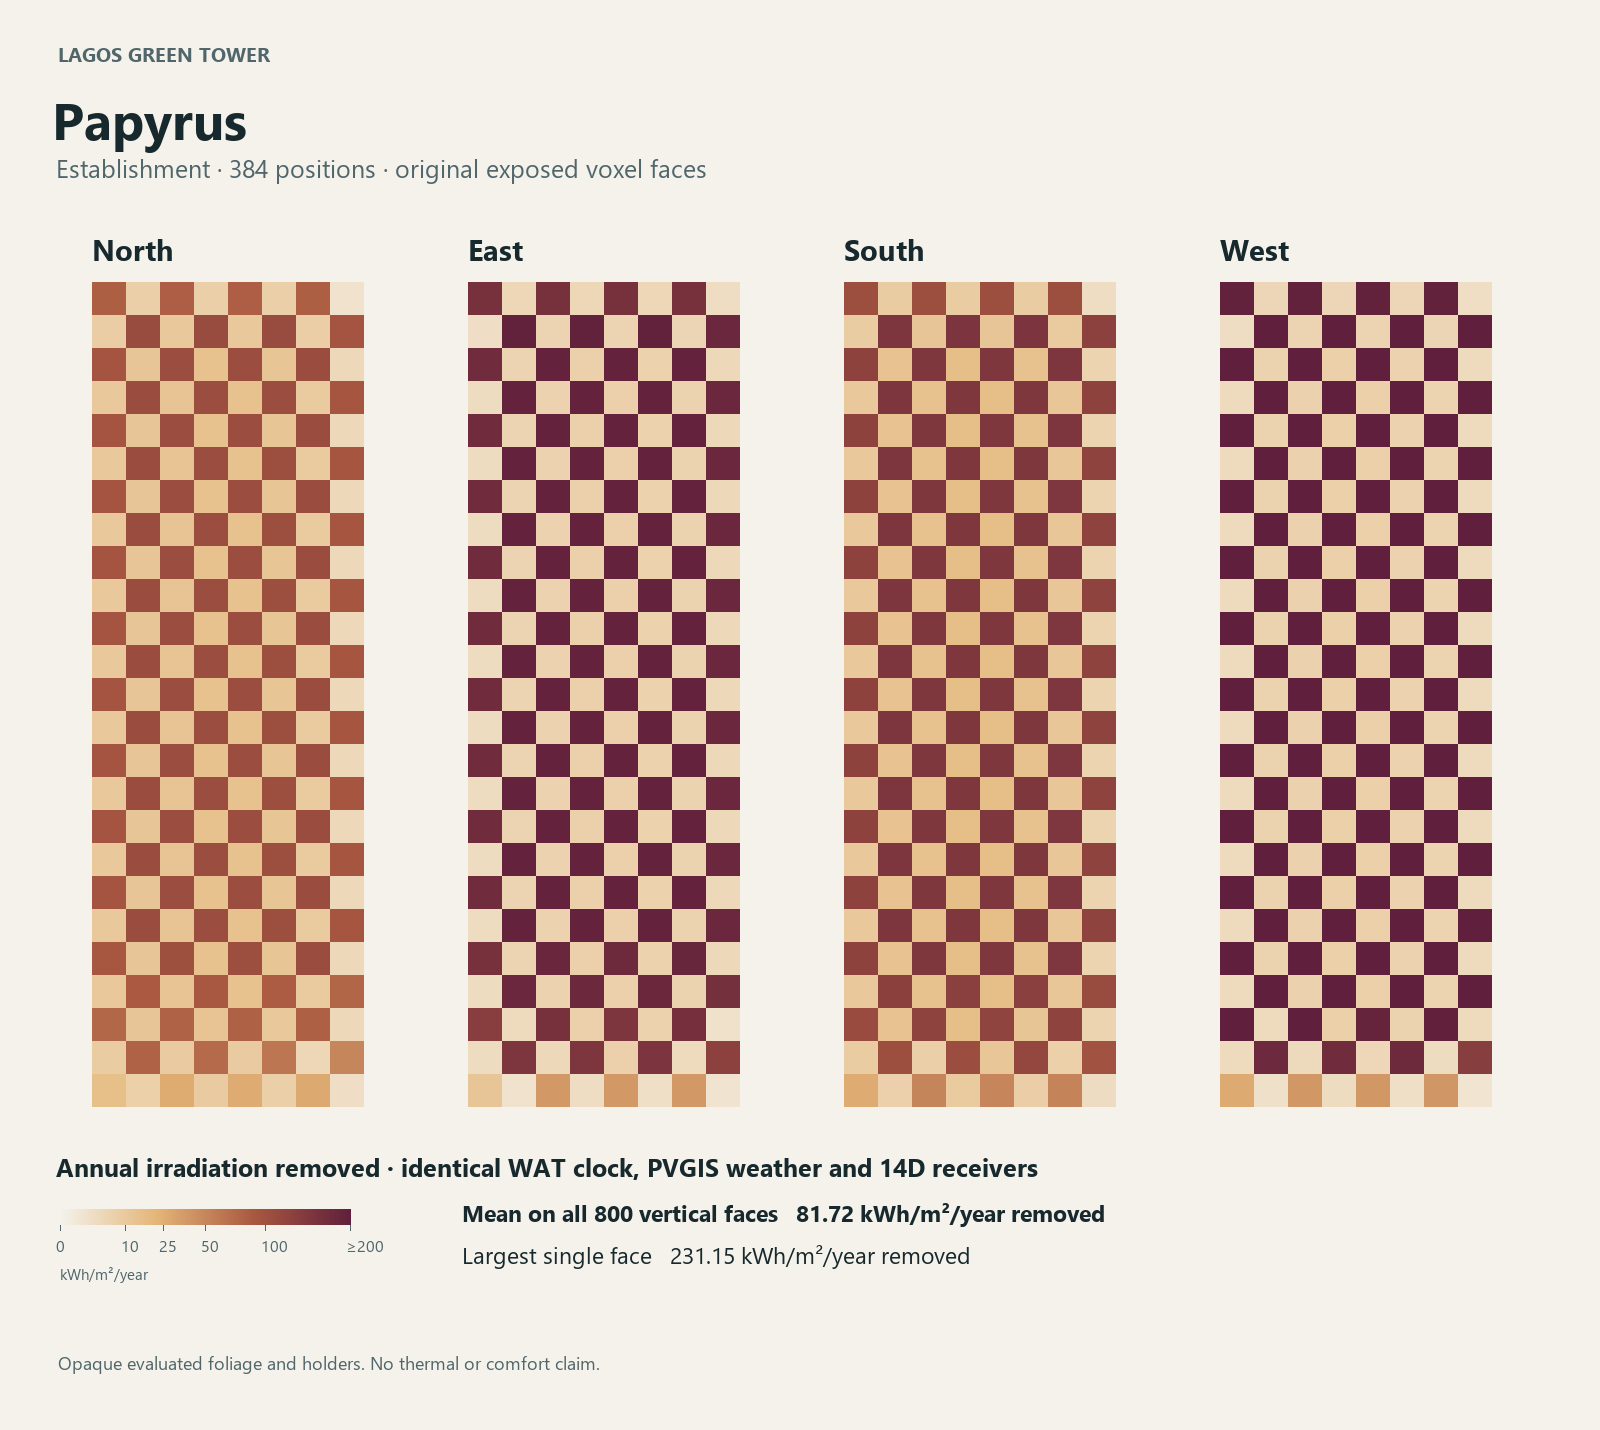 LAGOS GREEN TOWER
Papyrus
Establishment · 384 positions · original exposed voxel faces
North East South West
Annual irradiation removed · identical WAT clock, PVGIS weather and 14D receivers
Mean on all 800 vertical faces 81.72 kWh/m²/year removed
0 10 25 50 100 ≥200
Largest single face 231.15 kWh/m²/year removed
kWh/m²/year
Opaque evaluated foliage and holders. No thermal or comfort claim.